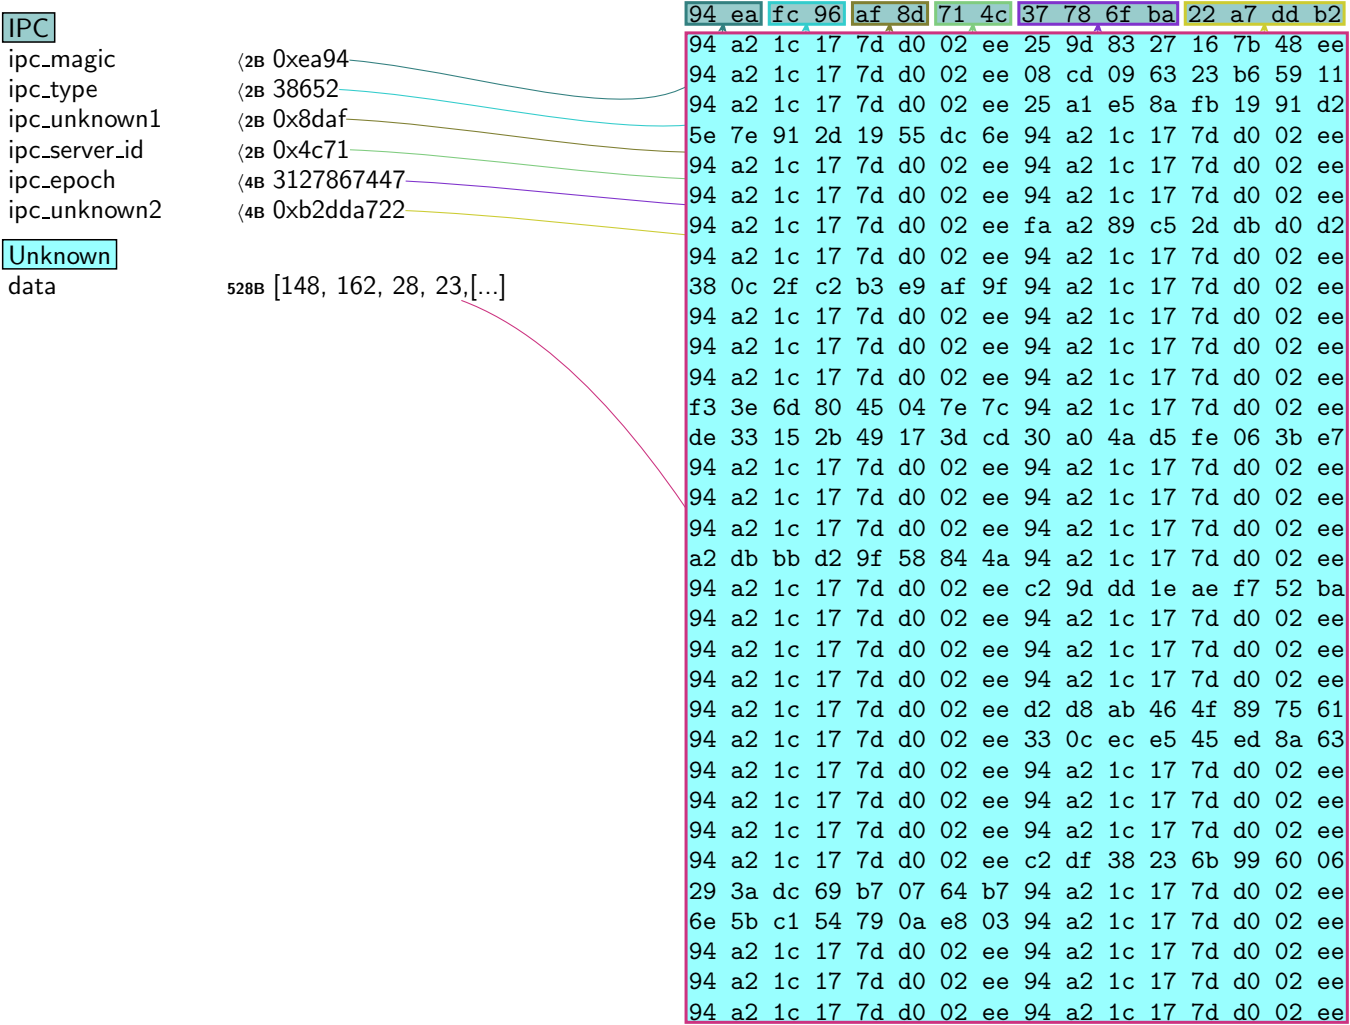 IPC
ipc_magic ⟨2B 0xea94
ipc_type ⟨2B 38652
ipc_unknown1 ⟨2B 0x8daf
ipc_server_id ⟨2B 0x4c71
ipc_epoch ⟨4B 3127867447
ipc_unknown2 ⟨4B 0xb2dda722
Unknown
data 528B [148, 162, 28, 23,[...]
94 ea fc 96 af 8d 71 4c 37 78 6f ba 22 a7 dd b2
94 a2 1c 17 7d d0 02 ee 25 9d 83 27 16 7b 48 ee
94 a2 1c 17 7d d0 02 ee 08 cd 09 63 23 b6 59 11
94 a2 1c 17 7d d0 02 ee 25 a1 e5 8a fb 19 91 d2
5e 7e 91 2d 19 55 dc 6e 94 a2 1c 17 7d d0 02 ee
94 a2 1c 17 7d d0 02 ee 94 a2 1c 17 7d d0 02 ee
94 a2 1c 17 7d d0 02 ee 94 a2 1c 17 7d d0 02 ee
94 a2 1c 17 7d d0 02 ee fa a2 89 c5 2d db d0 d2
94 a2 1c 17 7d d0 02 ee 94 a2 1c 17 7d d0 02 ee
38 0c 2f c2 b3 e9 af 9f 94 a2 1c 17 7d d0 02 ee
94 a2 1c 17 7d d0 02 ee 94 a2 1c 17 7d d0 02 ee
94 a2 1c 17 7d d0 02 ee 94 a2 1c 17 7d d0 02 ee
94 a2 1c 17 7d d0 02 ee 94 a2 1c 17 7d d0 02 ee
f3 3e 6d 80 45 04 7e 7c 94 a2 1c 17 7d d0 02 ee
de 33 15 2b 49 17 3d cd 30 a0 4a d5 fe 06 3b e7
94 a2 1c 17 7d d0 02 ee 94 a2 1c 17 7d d0 02 ee
94 a2 1c 17 7d d0 02 ee 94 a2 1c 17 7d d0 02 ee
94 a2 1c 17 7d d0 02 ee 94 a2 1c 17 7d d0 02 ee
a2 db bb d2 9f 58 84 4a 94 a2 1c 17 7d d0 02 ee
94 a2 1c 17 7d d0 02 ee c2 9d dd 1e ae f7 52 ba
94 a2 1c 17 7d d0 02 ee 94 a2 1c 17 7d d0 02 ee
94 a2 1c 17 7d d0 02 ee 94 a2 1c 17 7d d0 02 ee
94 a2 1c 17 7d d0 02 ee 94 a2 1c 17 7d d0 02 ee
94 a2 1c 17 7d d0 02 ee d2 d8 ab 46 4f 89 75 61
94 a2 1c 17 7d d0 02 ee 33 0c ec e5 45 ed 8a 63
94 a2 1c 17 7d d0 02 ee 94 a2 1c 17 7d d0 02 ee
94 a2 1c 17 7d d0 02 ee 94 a2 1c 17 7d d0 02 ee
94 a2 1c 17 7d d0 02 ee 94 a2 1c 17 7d d0 02 ee
94 a2 1c 17 7d d0 02 ee c2 df 38 23 6b 99 60 06
29 3a dc 69 b7 07 64 b7 94 a2 1c 17 7d d0 02 ee
6e 5b c1 54 79 0a e8 03 94 a2 1c 17 7d d0 02 ee
94 a2 1c 17 7d d0 02 ee 94 a2 1c 17 7d d0 02 ee
94 a2 1c 17 7d d0 02 ee 94 a2 1c 17 7d d0 02 ee
94 a2 1c 17 7d d0 02 ee 94 a2 1c 17 7d d0 02 ee